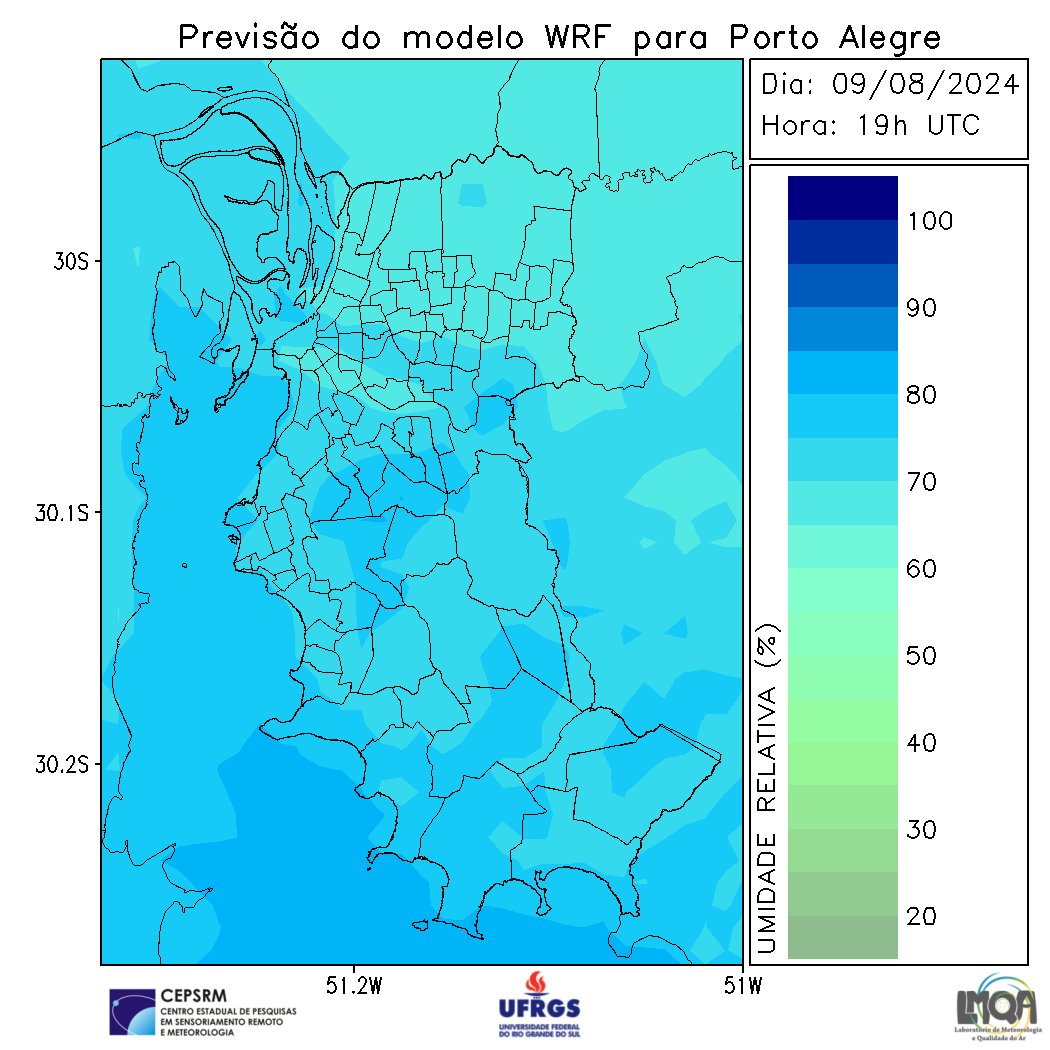 Previsão do modelo WRF para Porto Alegre
Dia: 09/08/2024
Hora: 19h UTC
100
90
80
70
60
50
40
30
20
UMIDADE RELATIVA (%)
30S
30.1S
30.2S
51.2W
51W
CEPSRM
CENTRO ESTADUAL DE PESQUISAS
EM SENSORIAMENTO REMOTO
E METEOROLOGIA
UFRGS
UNIVERSIDADE FEDERAL
DO RIO GRANDE DO SUL
LMQA
Laboratório de Meteorologia
e Qualidade do Ar